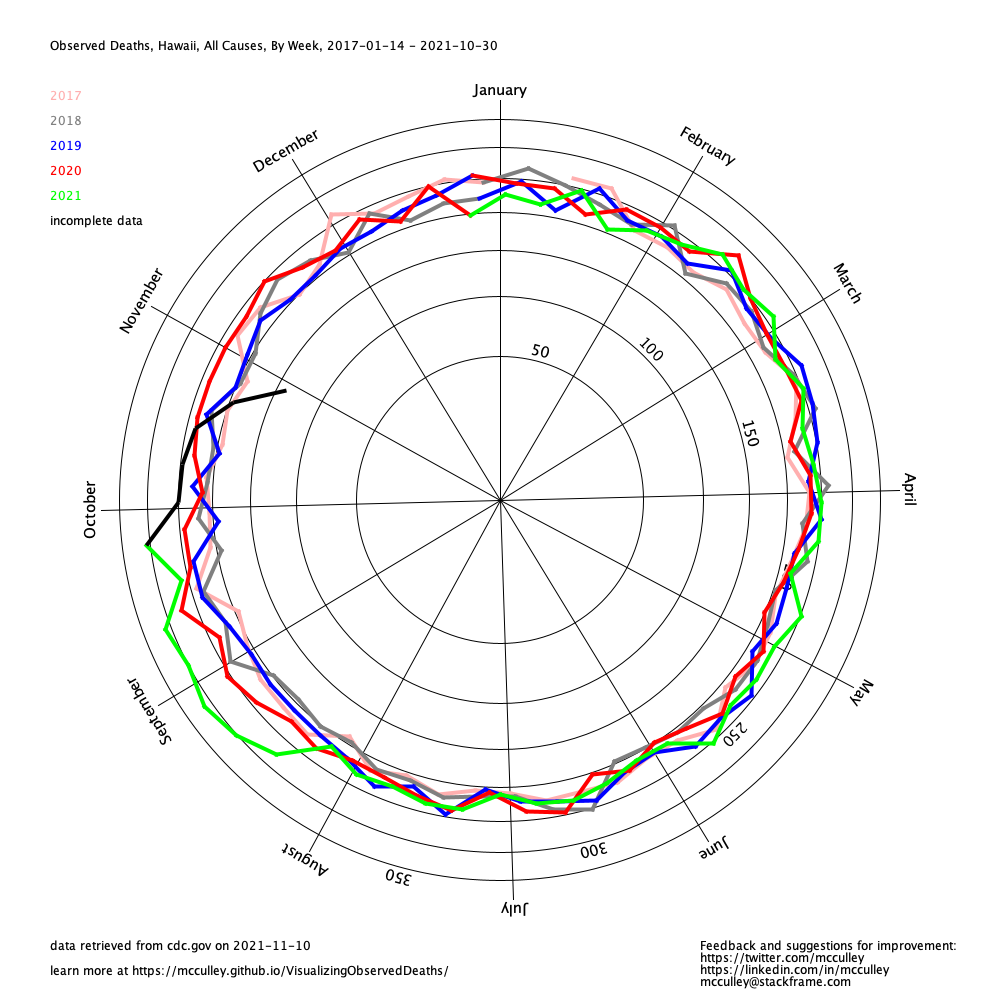 Observed Deaths, Hawaii, All Causes, By Week, 2017-01-14 - 2021-10-30
2017
2018
2019
2020
2021
incomplete data
January
February
March
April
May
June
July
August
September
October
November
December
50
100
150
250
300
350
data retrieved from cdc.gov on 2021-11-10
learn more at https://mcculley.github.io/VisualizingObservedDeaths/
Feedback and suggestions for improvement:
https://twitter.com/mcculley
https://linkedin.com/in/mcculley
mcculley@stackframe.com